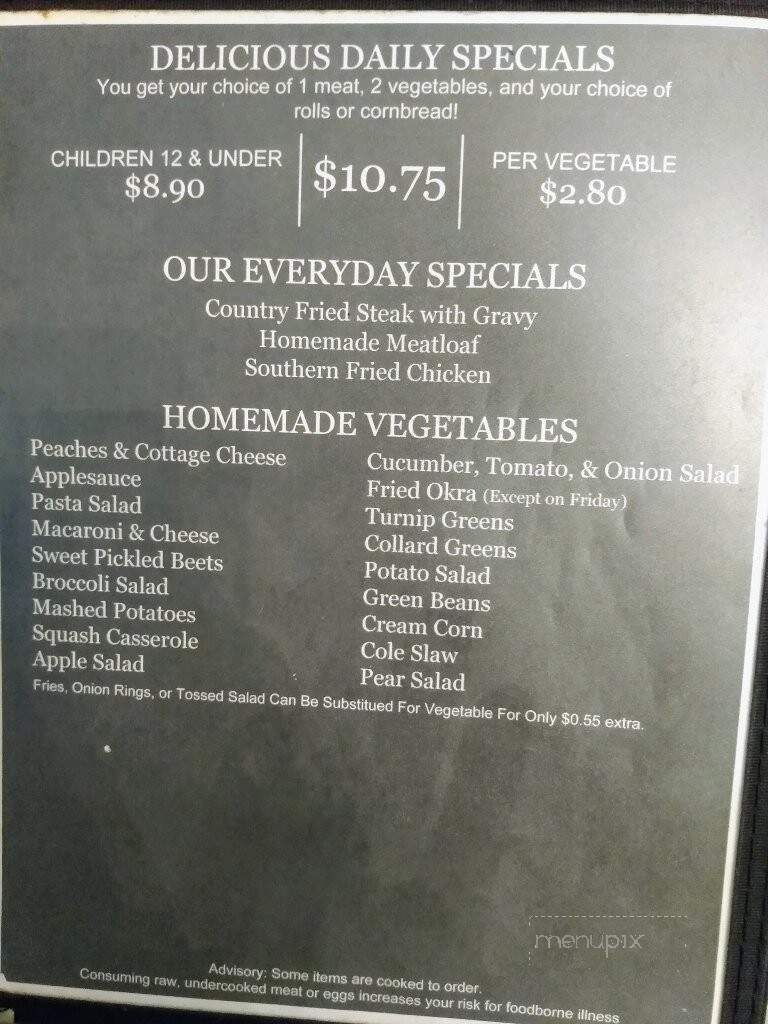 DELICIOUS DAILY SPECIALS
You get your choice of 1 meat, 2 vegetables, and your choice of
rolls or cornbread!
CHILDREN 12 & UNDER
$8.90
$10.75
PER VEGETABLE
$2.80
OUR EVERYDAY SPECIALS
Country Fried Steak with Gravy
Homemade Meatloaf
Southern Fried Chicken
HOMEMADE VEGETABLES
Peaches & Cottage Cheese
Applesauce
Pasta Salad
Macaroni & Cheese
Sweet Pickled Beets
Broccoli Salad
Mashed Potatoes
Squash Casserole
Apple Salad
Cucumber, Tomato, & Onion Salad
Fried Okra (Except on Friday)
Turnip Greens
Collard Greens
Potato Salad
Green Beans
Cream Corn
Cole Slaw
Pear Salad
Fries, Onion Rings, or Tossed Salad Can Be Substitued For Vegetable For Only $0.55 extra.
menupix
Advisory: Some items are cooked to order.
Consuming raw, undercooked meat or eggs increases your risk for foodborne illness